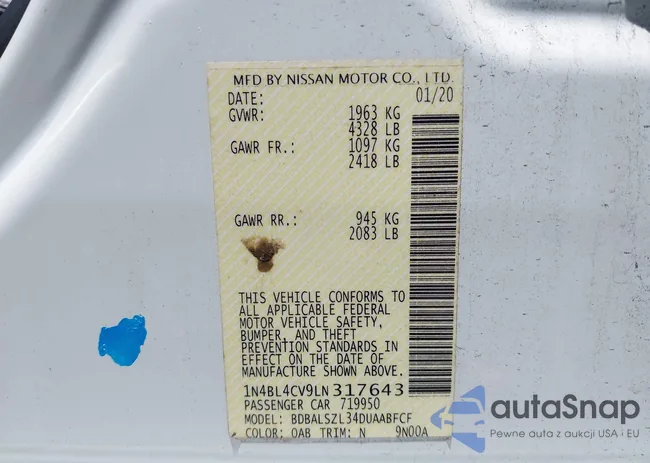 MFD BY NISSAN MOTOR CO., LTD.
DATE: 01/20
GVWR: 1963 KG
4328 LB
GAWR FR.: 1097 KG
2418 LB
GAWR RR.: 945 KG
2083 LB
THIS VEHICLE CONFORMS TO
ALL APPLICABLE FEDERAL
MOTOR VEHICLE SAFETY,
BUMPER, AND THEFT
PREVENTION STANDARDS IN
EFFECT ON THE DATE OF
MANUFACTURE SHOWN ABOVE.
1N4BL4CV9LN317643
PASSENGER CAR 719950
MODEL: BDBALSZL34DUAABFCF
COLOR: QAB TRIM: N 9N00A
autoSnap
Pewne auta z aukcji USA i EU